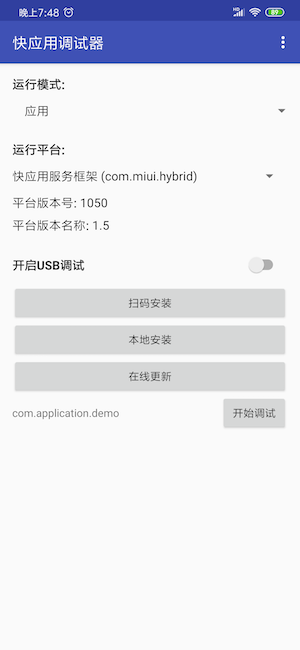 晚上7:48
HD
89
快应用调试器
运行模式:
应用
运行平台:
快应用服务框架 (com.miui.hybrid)
平台版本号: 1050
平台版本名称: 1.5
开启USB调试
扫码安装
本地安装
在线更新
com.application.demo
开始调试